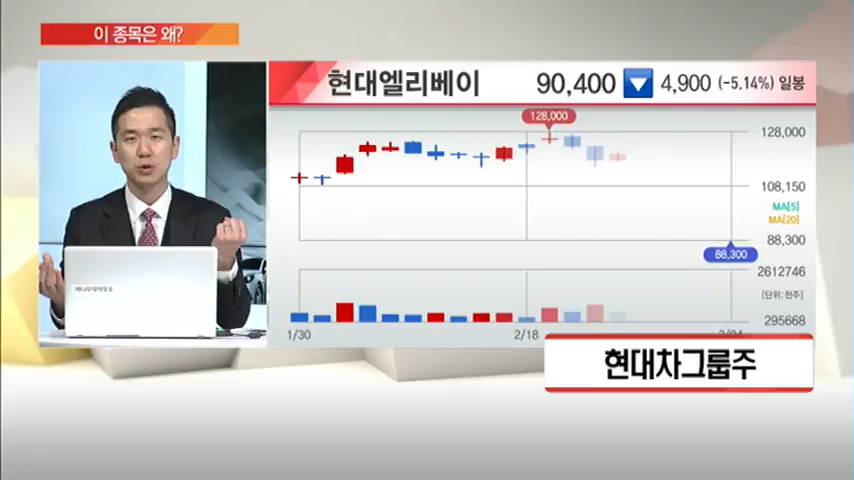 이 종목은 왜?
현대엘리베이
90,400 ▼ 4,900 (-5.14%) 일봉
128,000
128,000
108,150
MA[5]
MA[20]
88,300
88,300
2612746
[단위:천주]
295668
1/30
2/18
현대차그룹주